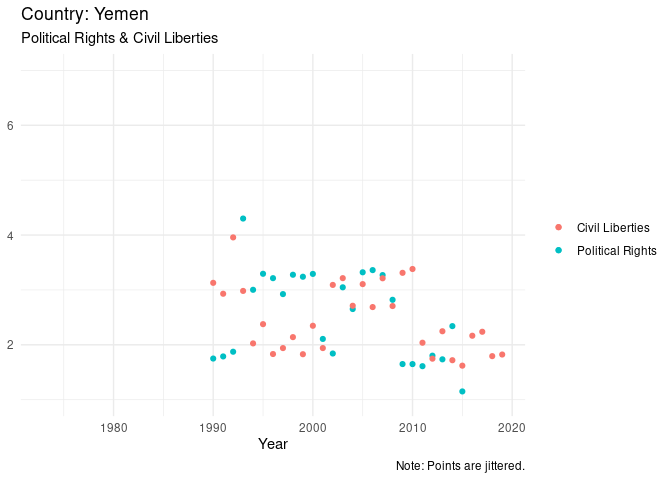 Country: Yemen
Political Rights & Civil Liberties
6
4
2
1980 1990 2000 2010 2020
Year
Civil Liberties
Political Rights
Note: Points are jittered.